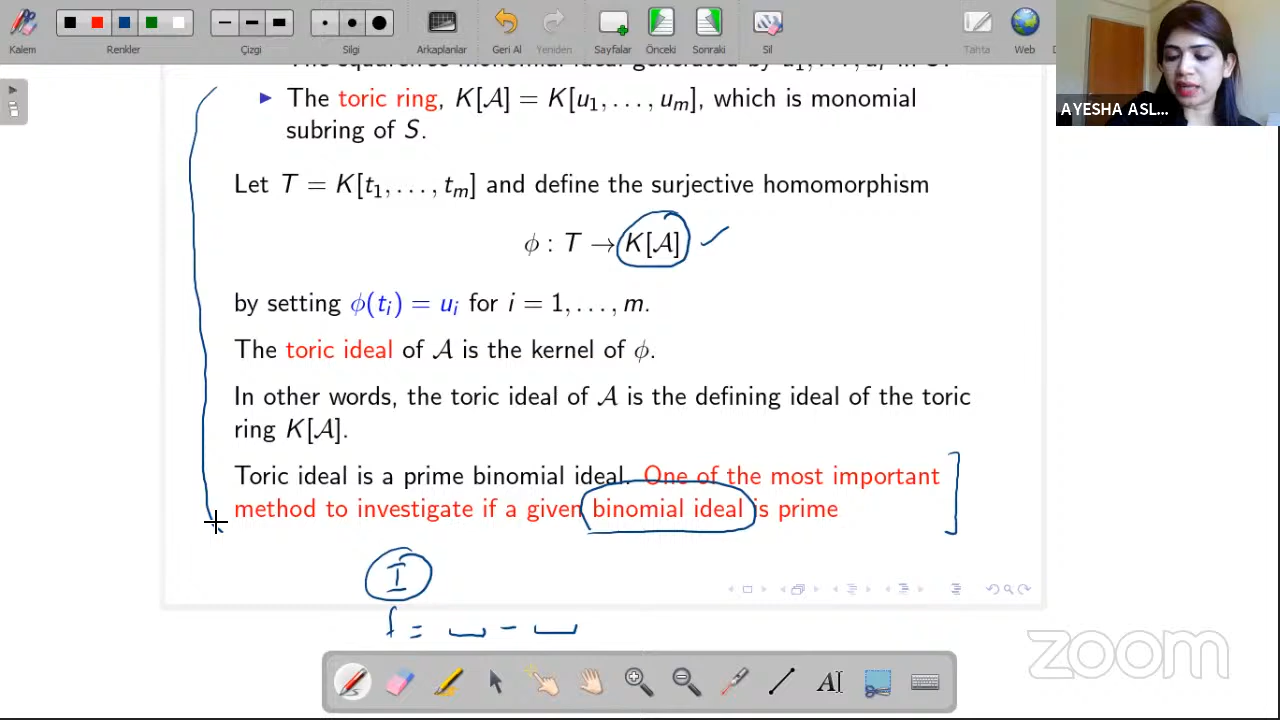 Kalem
Renkler
Çizgi
Silgi
Arkaplanlar
Geri Al
Yeniden
Sayfalar
Önceki
Sonraki
Sil
Tahta
Web
AYESHA ASL...
▶ The toric ring, K[𝒜] = K[u₁, . . . , uₘ], which is monomial
subring of S.
Let T = K[t₁, . . . , tₘ] and define the surjective homomorphism
ϕ : T → K[𝒜] ✓
by setting ϕ(tᵢ) = uᵢ for i = 1, . . . , m.
The toric ideal of 𝒜 is the kernel of ϕ.
In other words, the toric ideal of 𝒜 is the defining ideal of the toric
ring K[𝒜].
Toric ideal is a prime binomial ideal. One of the most important
method to investigate if a given binomial ideal is prime
I
f = ⎵ − ⎵
zoom
A